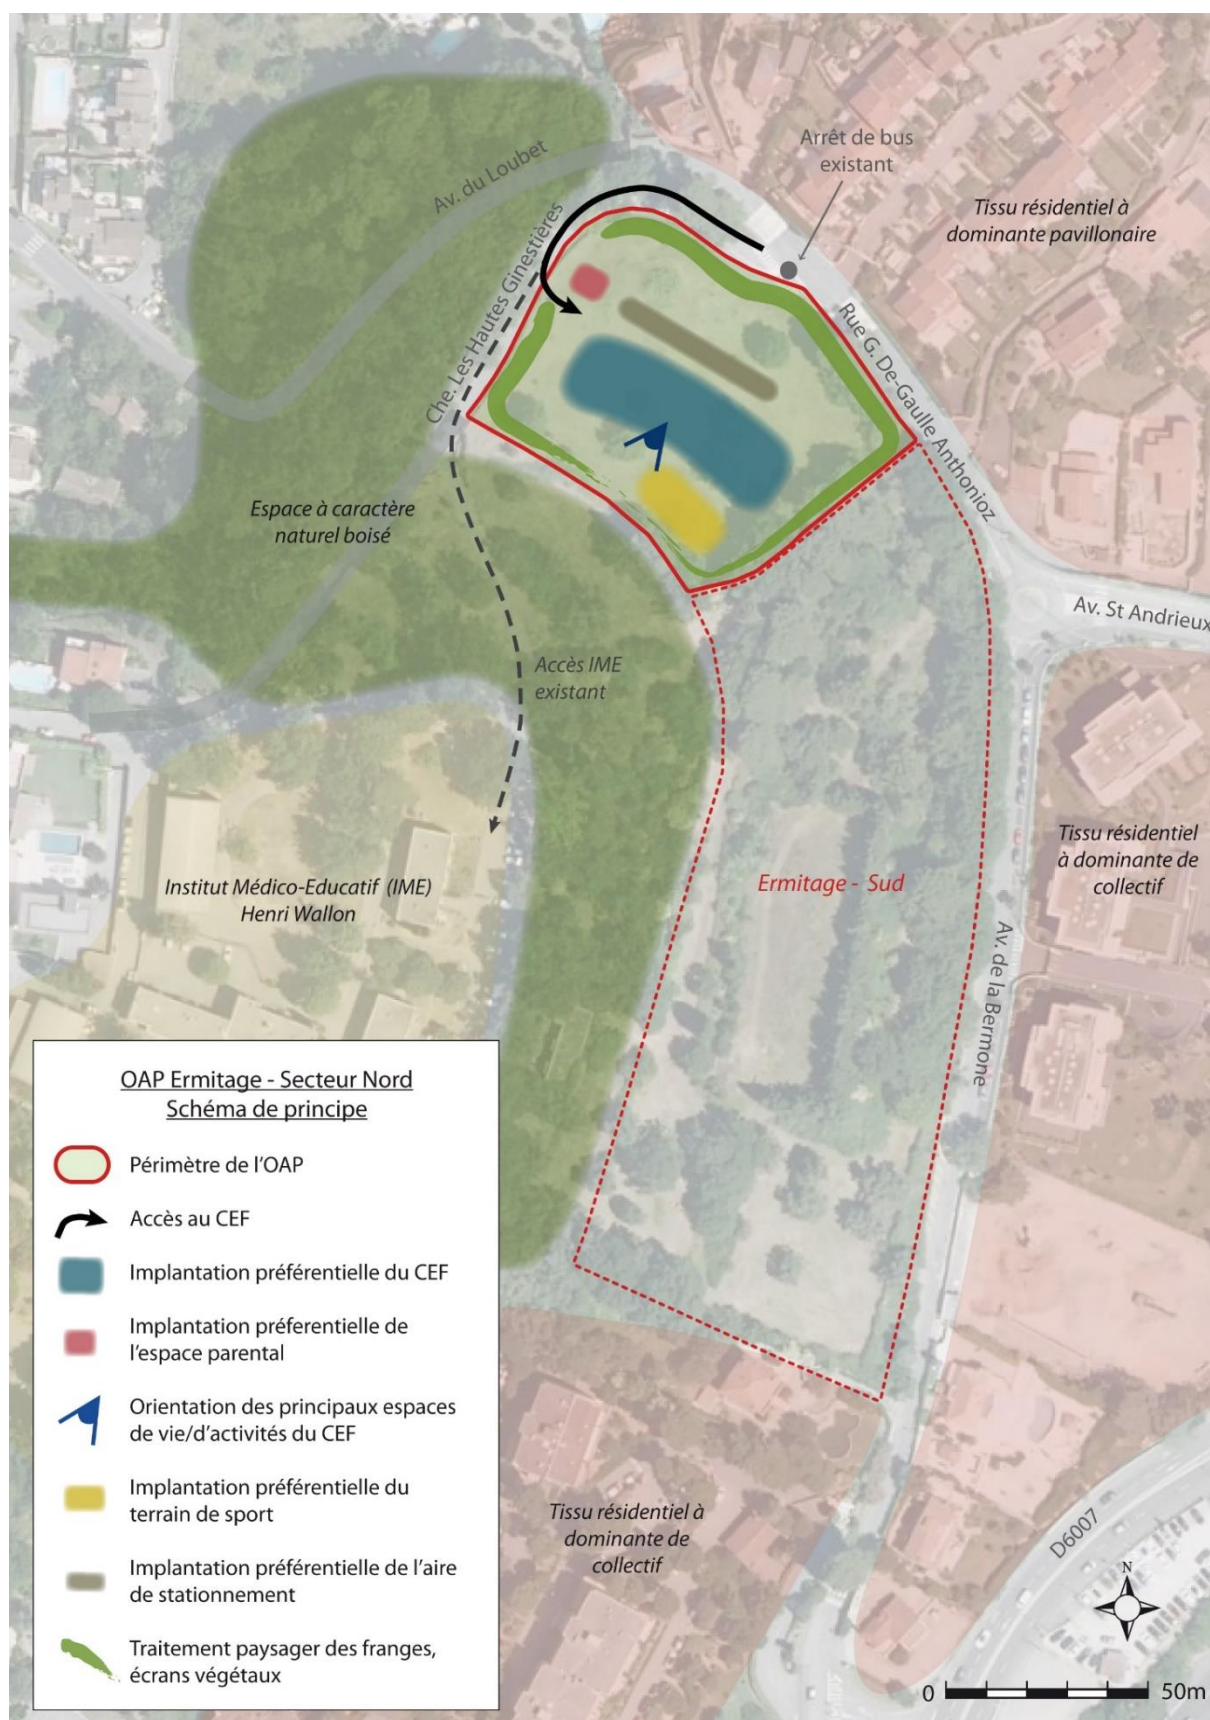 Arrêt de bus
existant
Av. du Loubet
Tissu résidentiel à
dominante pavillonaire
Che. Les Hautes Ginestières
Rue G. De-Gaulle Anthonioz
Espace à caractère
naturel boisé
Av. St Andrieux
Accès IME
existant
Tissu résidentiel
à dominante de
collectif
Ermitage - Sud
Institut Médico-Educatif (IME)
Henri Wallon
Av. de la Bermone
OAP Ermitage - Secteur Nord
Schéma de principe
Périmètre de l'OAP
Accès au CEF
Implantation préférentielle du CEF
Implantation préferentielle de
l'espace parental
Orientation des principaux espaces
de vie/d'activités du CEF
Implantation préférentielle du
terrain de sport
Implantation préférentielle de l'aire
de stationnement
Traitement paysager des franges,
écrans végétaux
Tissu résidentiel à
dominante de
collectif
D6007
N
0 50m